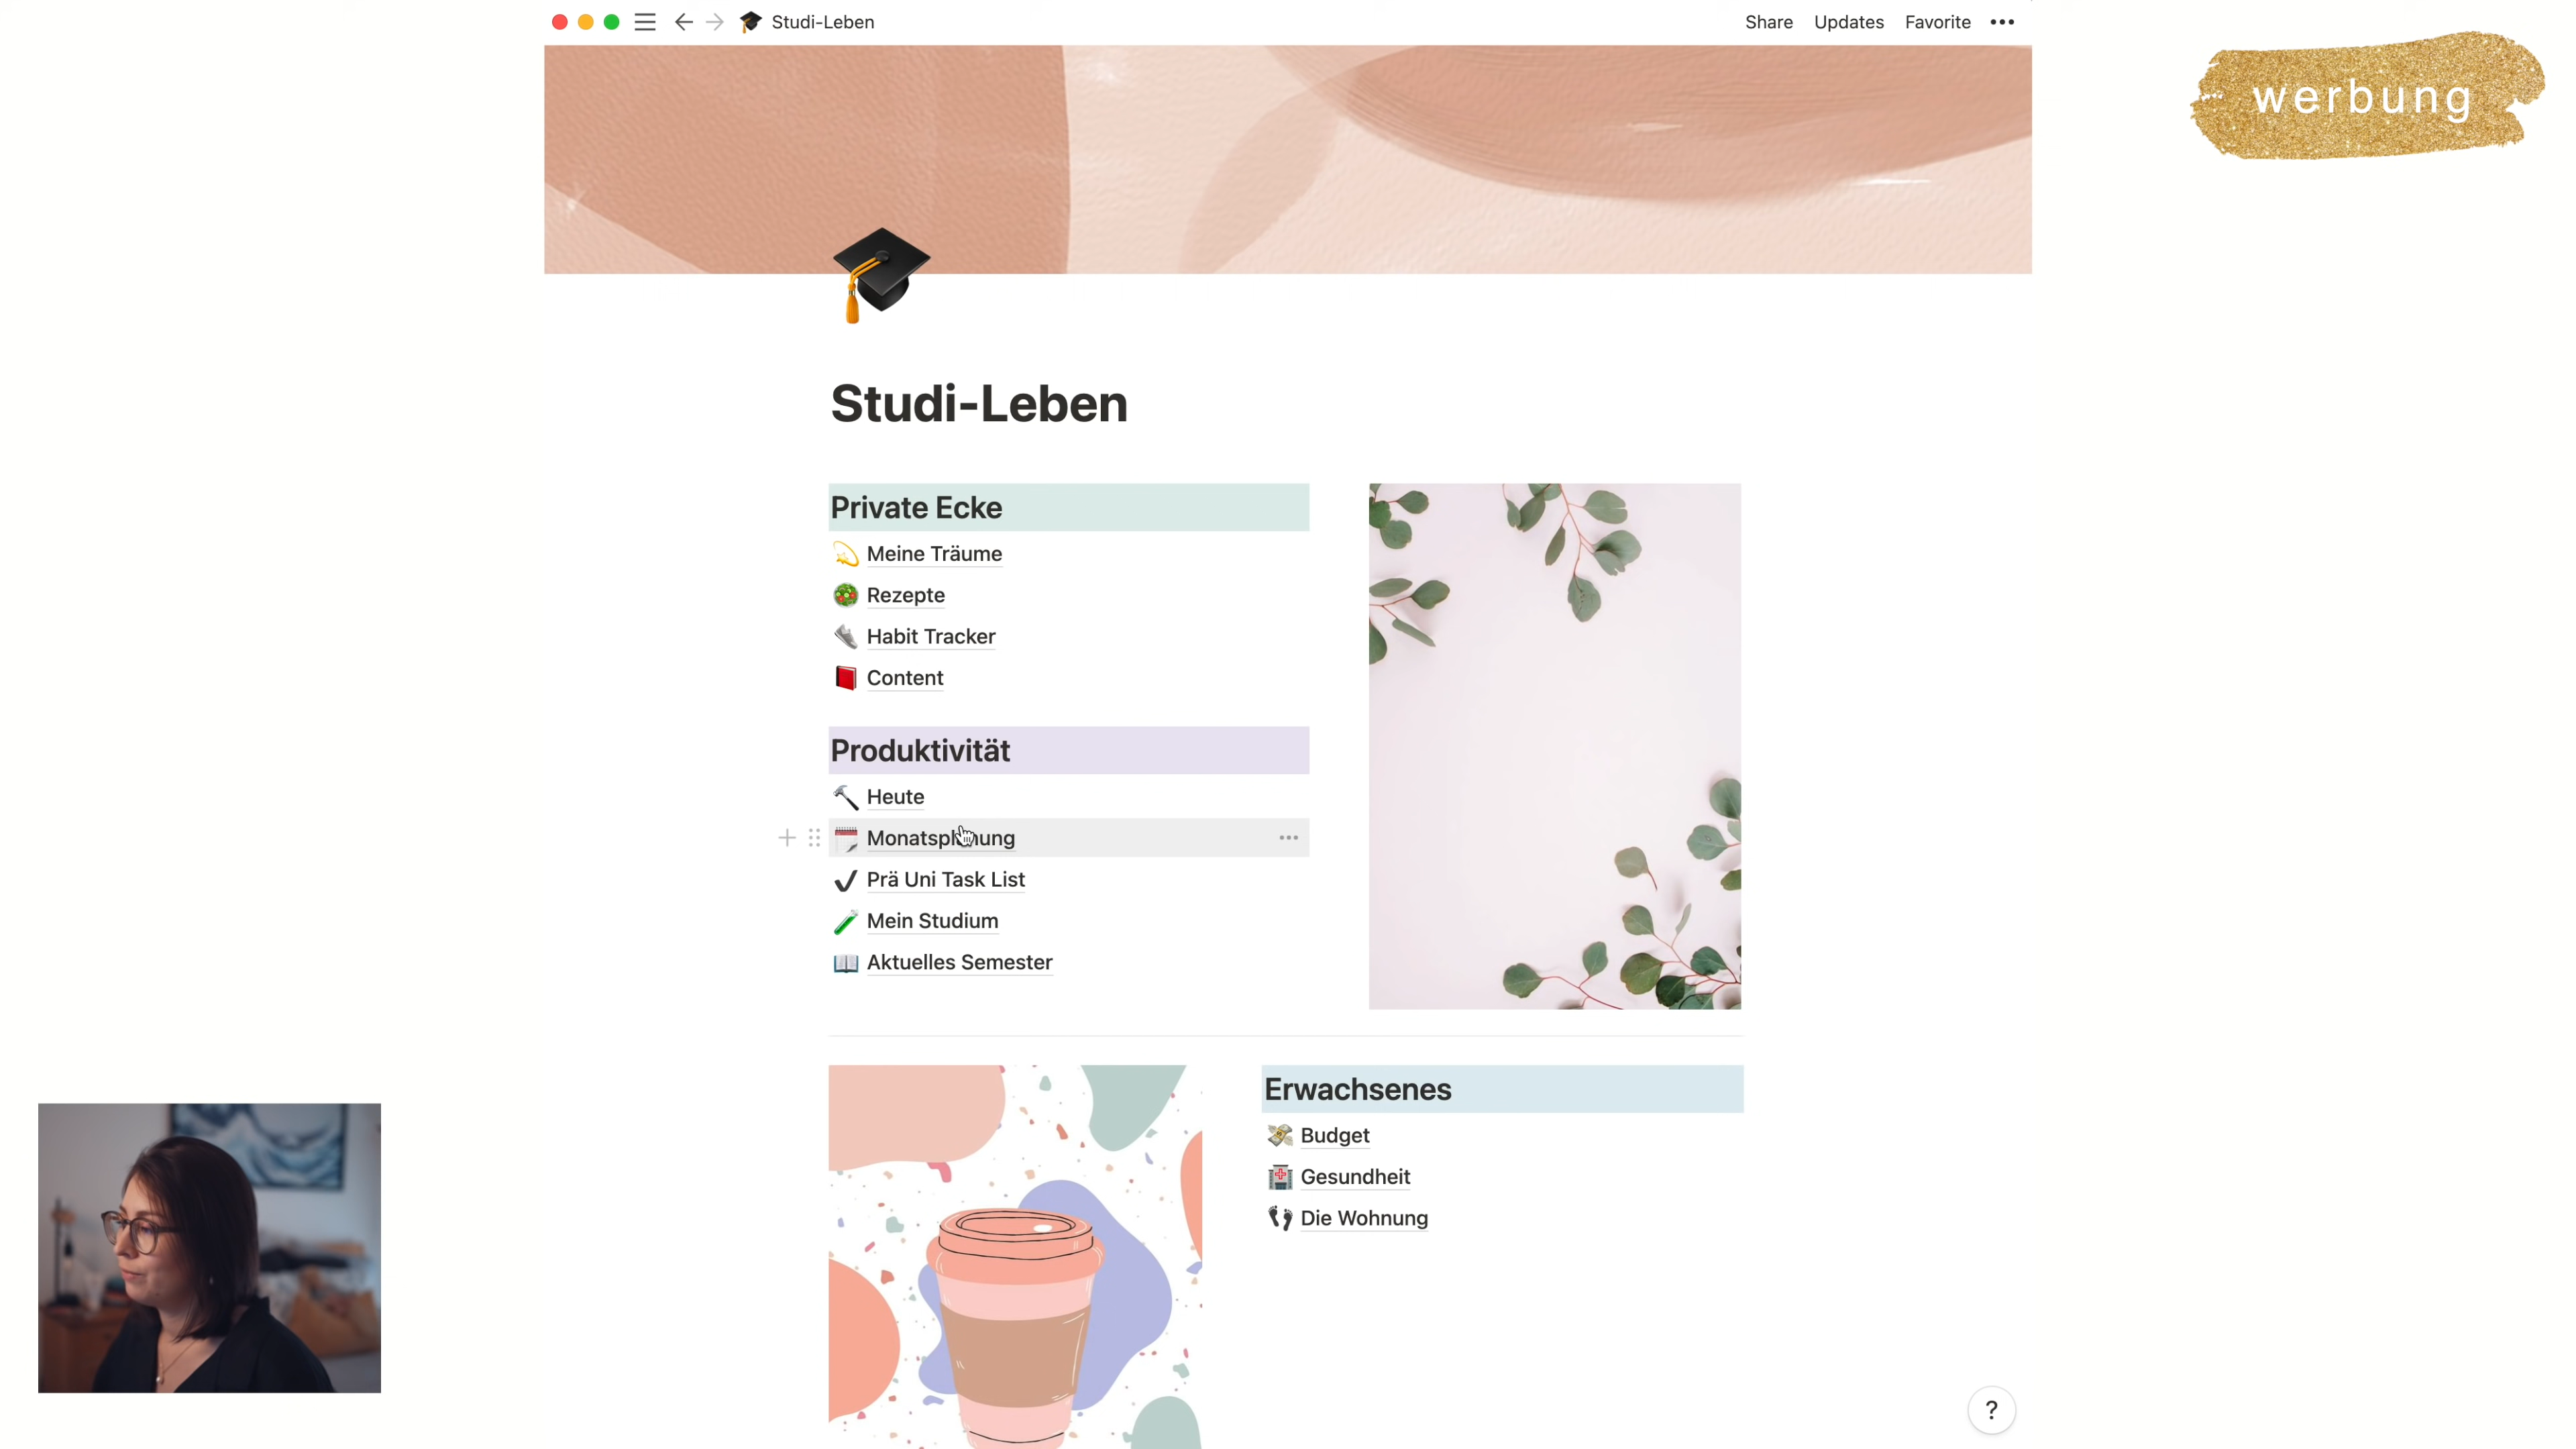 Studi-Leben
Share Updates Favorite
werbung
Studi-Leben
Private Ecke
Meine Träume
Rezepte
Habit Tracker
Content
Produktivität
Heute
Monatsplanung
Prä Uni Task List
Mein Studium
Aktuelles Semester
Erwachsenes
Budget
Gesundheit
Die Wohnung
?